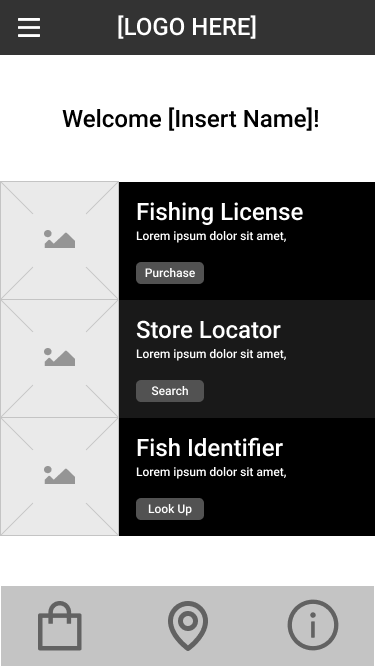 [LOGO HERE]
Welcome [Insert Name]!
Fishing License
Lorem ipsum dolor sit amet,
Purchase
Store Locator
Lorem ipsum dolor sit amet,
Search
Fish Identifier
Lorem ipsum dolor sit amet,
Look Up